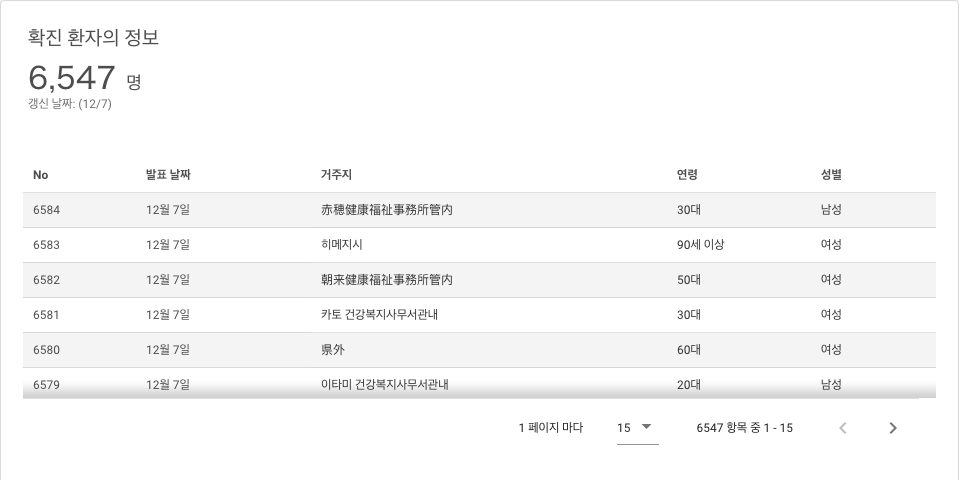 확진 환자의 정보
6,547 명
갱신 날짜: (12/7)
No 발표 날짜 거주지 연령 성별
6584 12월 7일 赤穂健康福祉事務所管内 30대 남성
6583 12월 7일 히메지시 90세 이상 여성
6582 12월 7일 朝来健康福祉事務所管内 50대 여성
6581 12월 7일 카토 건강복지사무서관내 30대 여성
6580 12월 7일 県外 60대 여성
6579 12월 7일 이타미 건강복지사무서관내 20대 남성
1 페이지 마다 15 6547 항목 중 1 - 15